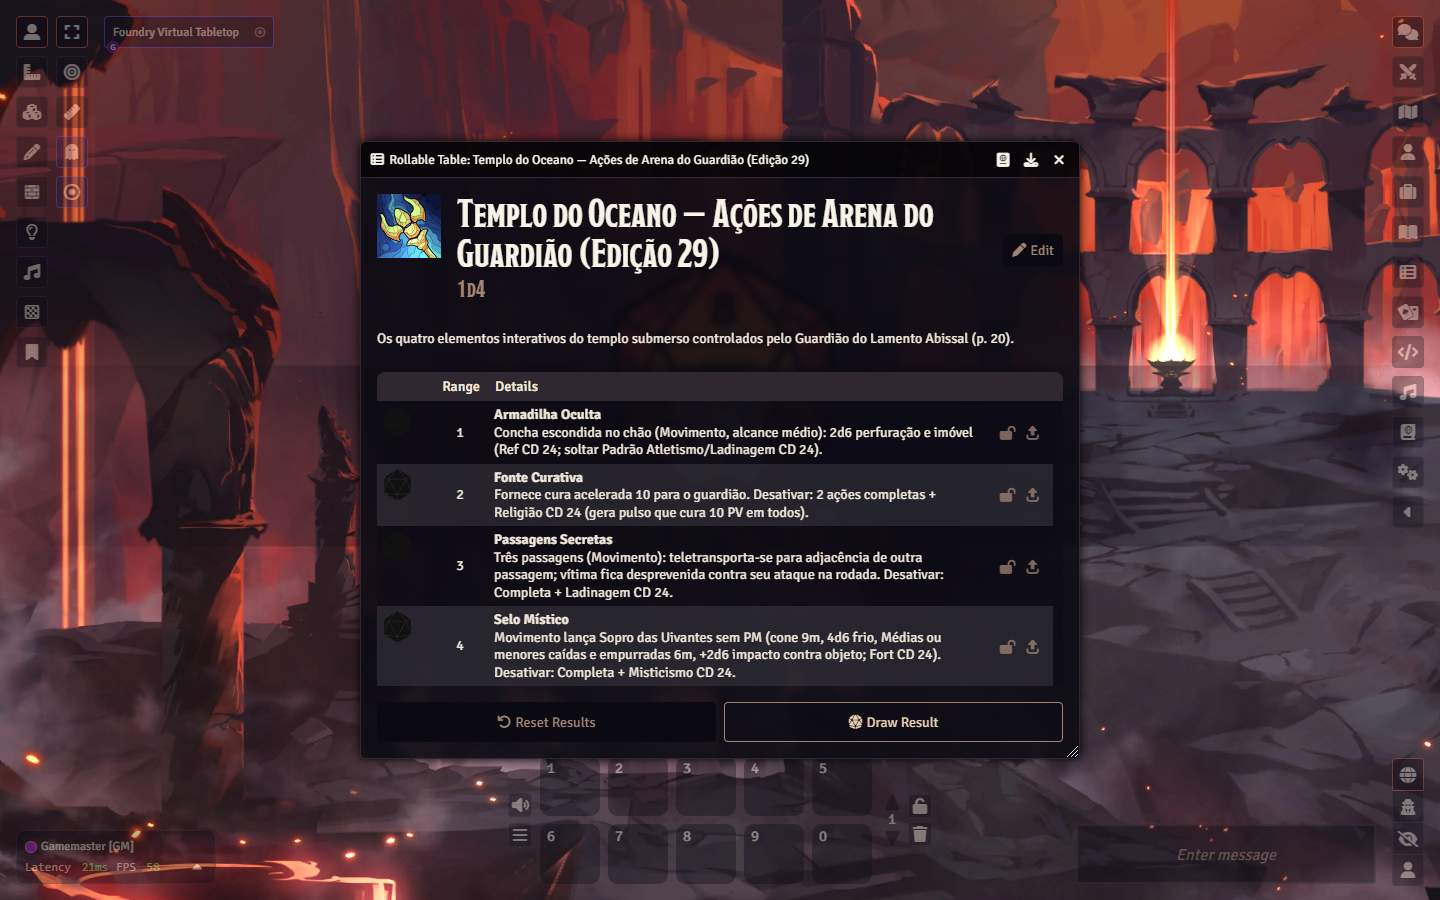 Foundry Virtual Tabletop
G
Rollable Table: Templo do Oceano — Ações de Arena do Guardião (Edição 29)
Templo do Oceano — Ações de Arena do
Guardião (Edição 29)
1d4
Edit
Os quatro elementos interativos do templo submerso controlados pelo Guardião do Lamento Abissal (p. 20).
Range Details
Armadilha Oculta
1
Concha escondida no chão (Movimento, alcance médio): 2d6 perfuração e imóvel
(Ref CD 24; soltar Padrão Atletismo/Ladinagem CD 24).
Fonte Curativa
2
Fornece cura acelerada 10 para o guardião. Desativar: 2 ações completas +
Religião CD 24 (gera pulso que cura 10 PV em todos).
Passagens Secretas
3
Três passagens (Movimento): teletransporta-se para adjacência de outra
passagem; vítima fica desprevenida contra seu ataque na rodada. Desativar:
Completa + Ladinagem CD 24.
Selo Místico
4
Movimento lança Sopro das Uivantes sem PM (cone 9m, 4d6 frio, Médias ou
menores caídas e empurradas 6m, +2d6 impacto contra objeto; Fort CD 24).
Desativar: Completa + Misticismo CD 24.
Reset Results
Draw Result
1 2 3 4 5
1
6 7 8 9 0
Gamemaster [GM]
Latency 21ms FPS 58
Enter message